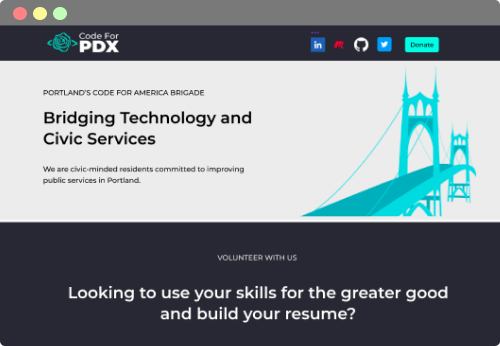 Code For
PDX
Donate
PORTLAND'S CODE FOR AMERICA BRIGADE
Bridging Technology and
Civic Services
We are civic-minded residents committed to improving
public services in Portland.
VOLUNTEER WITH US
Looking to use your skills for the greater good
and build your resume?